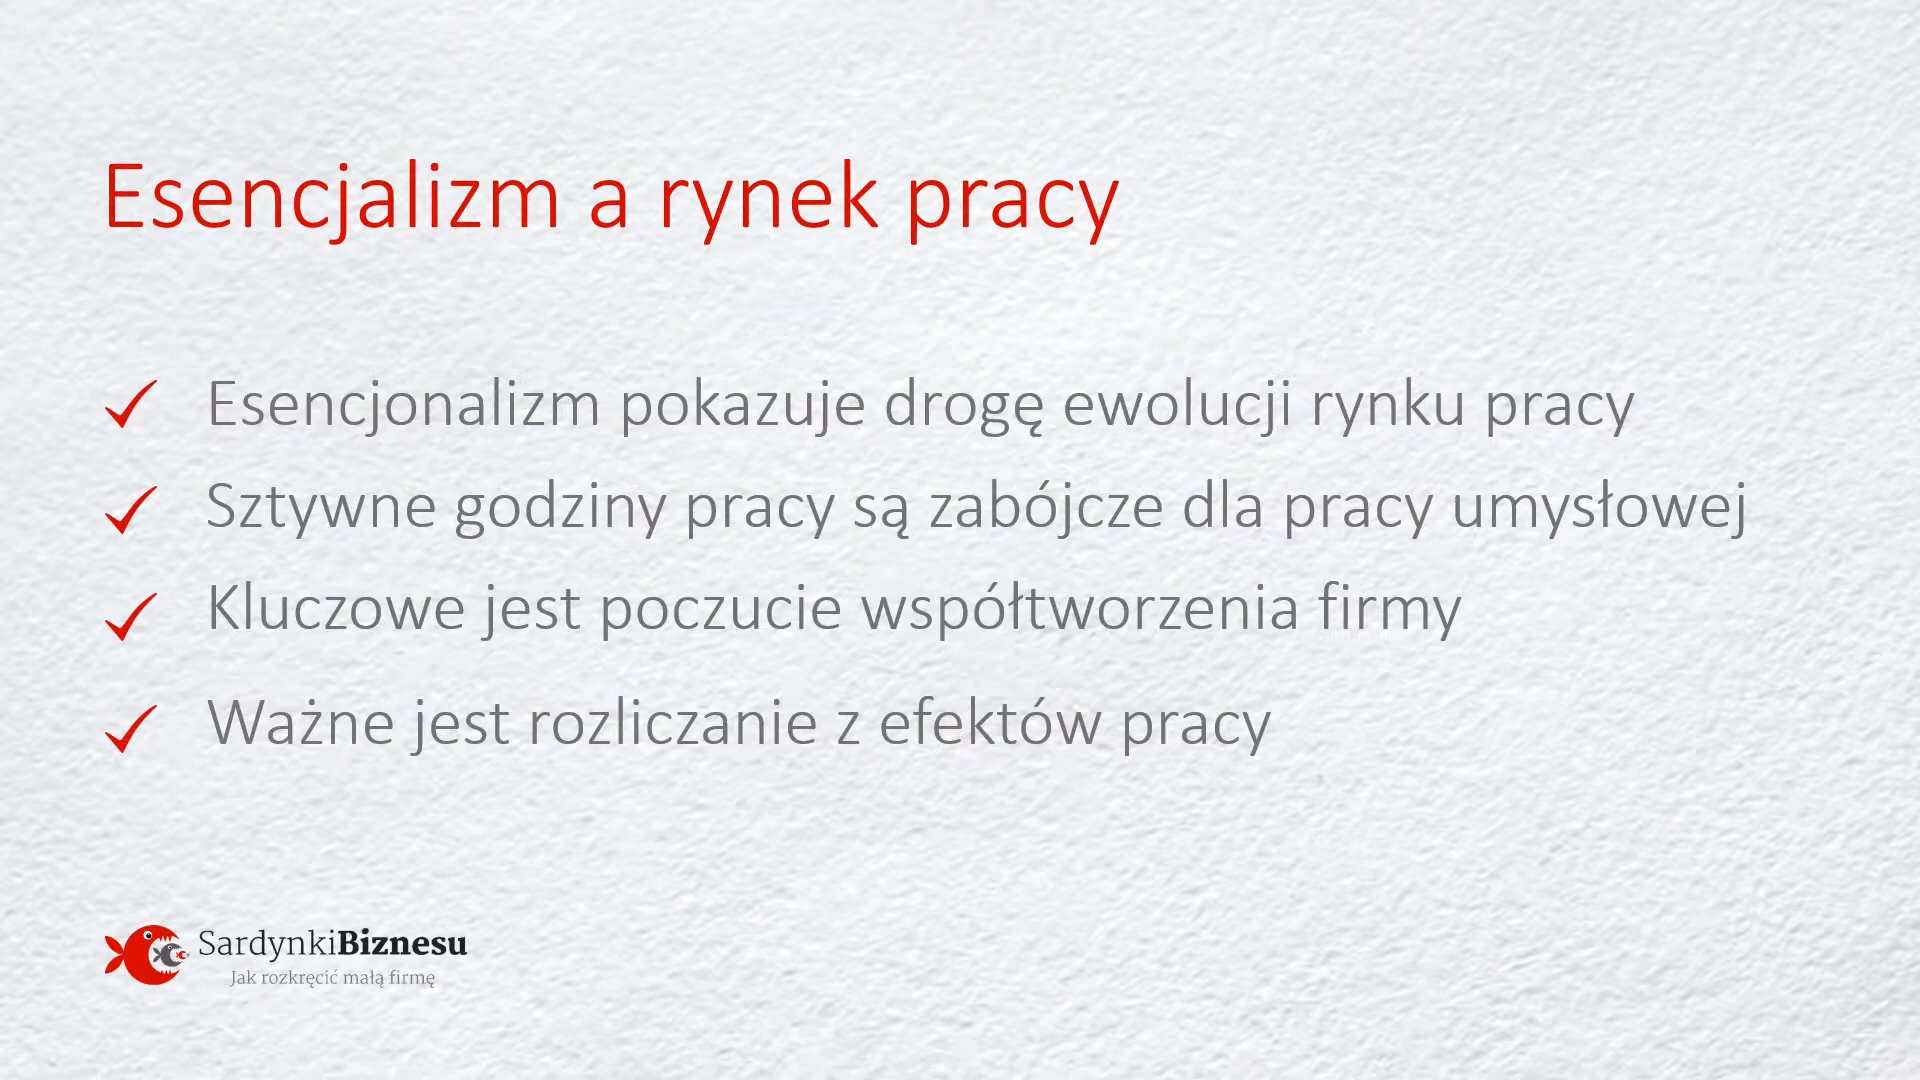 Esencjalizm a rynek pracy
Esencjonalizm pokazuje drogę ewolucji rynku pracy
Sztywne godziny pracy są zabójcze dla pracy umysłowej
Kluczowe jest poczucie współtworzenia firmy
Ważne jest rozliczanie z efektów pracy
SardynkiBiznesu
Jak rozkręcić małą firmę